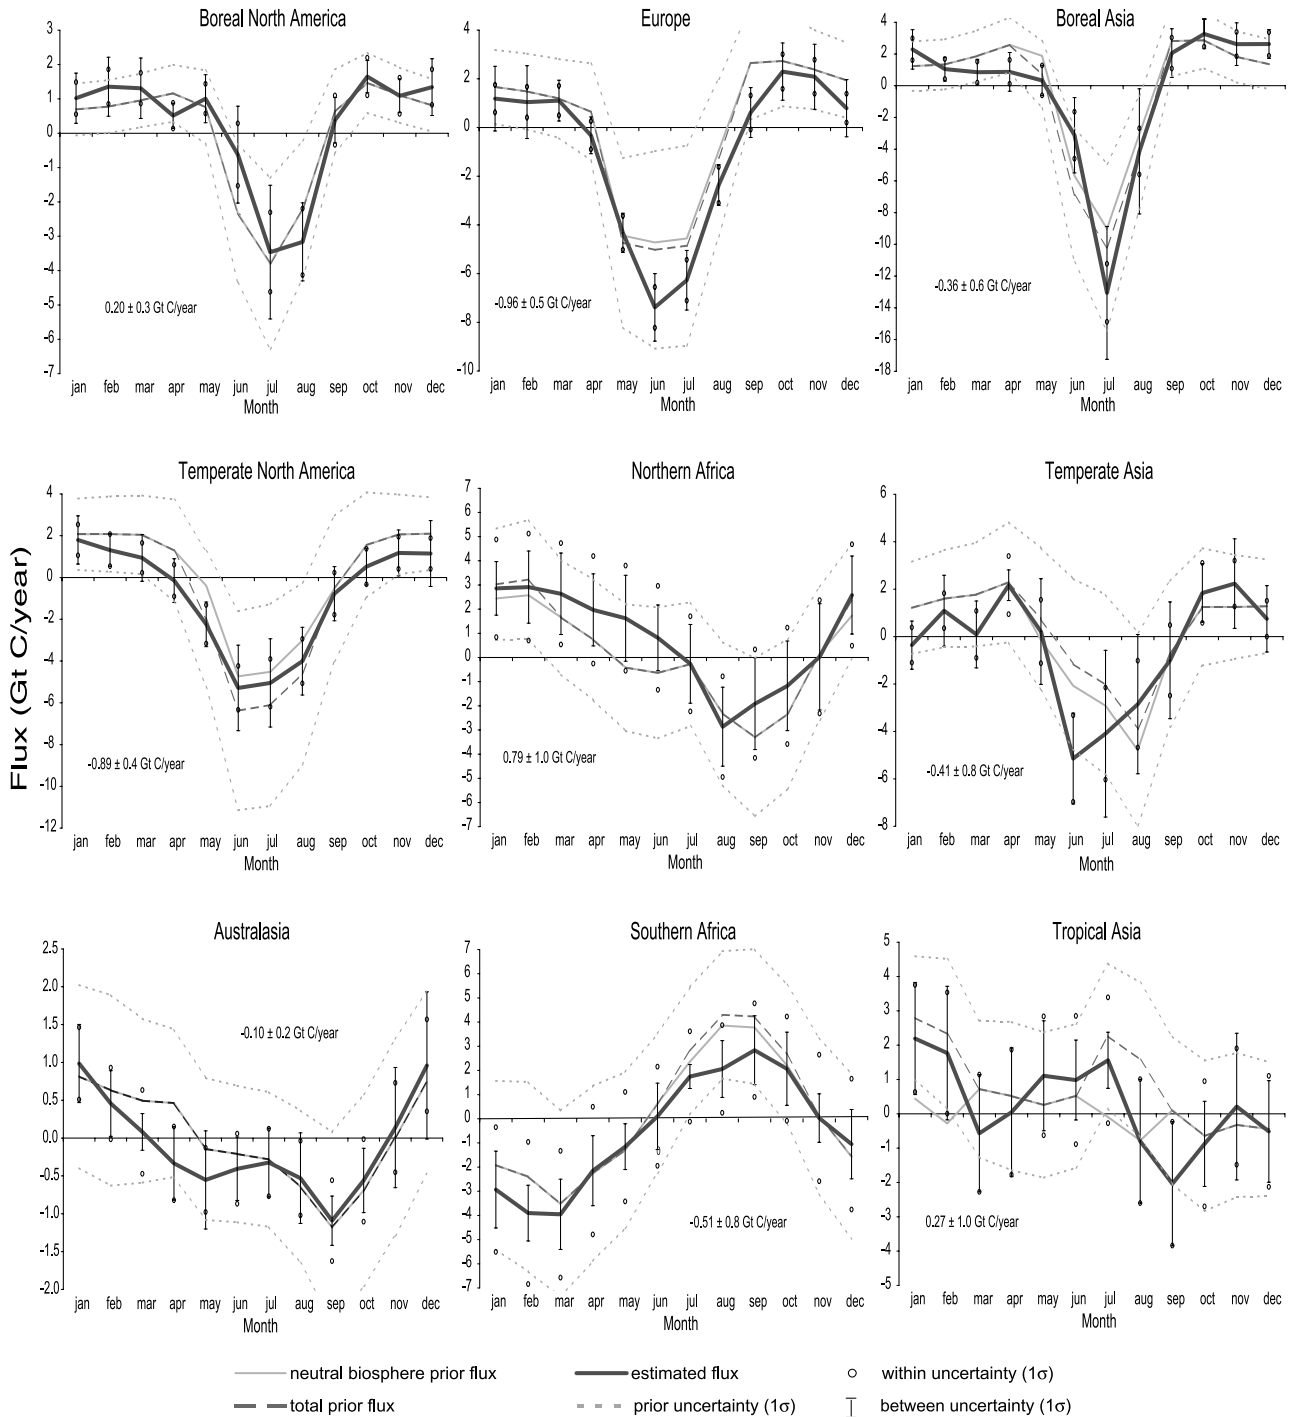 Boreal North America
3
2
1
0
-1
-2
-3
-4
-5
-6
-7
0.20 ± 0.3 Gt C/year
jan feb mar apr may jun jul aug sep oct nov dec
Month
Europe
4
2
0
-2
-4
-6
-8
-10
-0.96 ± 0.5 Gt C/year
jan feb mar apr may jun jul aug sep oct nov dec
Month
Boreal Asia
4
2
0
-2
-4
-6
-8
-10
-12
-14
-16
-18
-0.36 ± 0.6 Gt C/year
jan feb mar apr may jun jul aug sep oct nov dec
Month
Flux (Gt C/year)
Temperate North America
4
2
0
-2
-4
-6
-8
-10
-12
-0.89 ± 0.4 Gt C/year
jan feb mar apr may jun jul aug sep oct nov dec
Month
Northern Africa
7
6
5
4
3
2
1
0
-1
-2
-3
-4
-5
-6
-7
0.79 ± 1.0 Gt C/year
jan feb mar apr may jun jul aug sep oct nov dec
Month
Temperate Asia
6
4
2
0
-2
-4
-6
-8
-0.41 ± 0.8 Gt C/year
jan feb mar apr may jun jul aug sep oct nov dec
Month
Australasia
2.5
2.0
1.5
1.0
0.5
0.0
-0.5
-1.0
-1.5
-2.0
-0.10 ± 0.2 Gt C/year
jan feb mar apr may jun jul aug sep oct nov dec
Month
Southern Africa
7
6
5
4
3
2
1
0
-1
-2
-3
-4
-5
-6
-7
-0.51 ± 0.8 Gt C/year
jan feb mar apr may jun jul aug sep oct nov dec
Month
Tropical Asia
5
4
3
2
1
0
-1
-2
-3
-4
-5
0.27 ± 1.0 Gt C/year
jan feb mar apr may jun jul aug sep oct nov dec
Month
neutral biosphere prior flux
estimated flux
within uncertainty (1σ)
total prior flux
prior uncertainty (1σ)
between uncertainty (1σ)